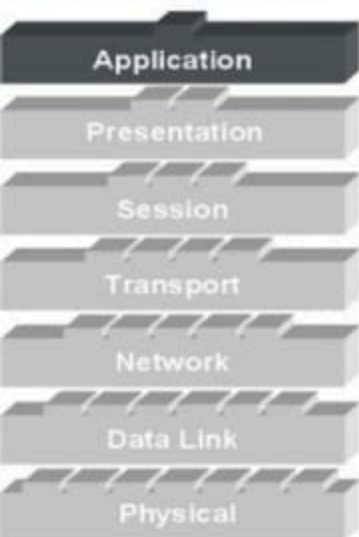 Application
Presentation
Session
Transport
Network
Data Link
Physical